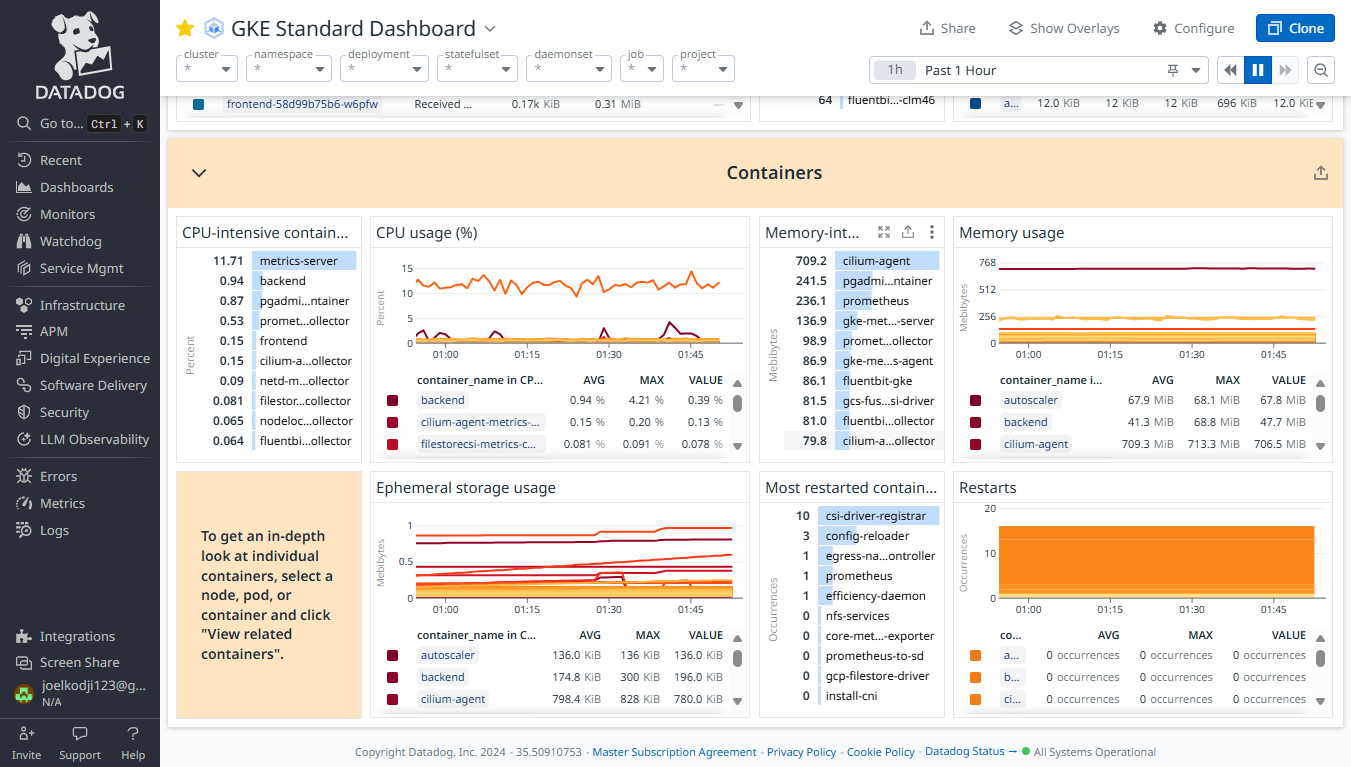 DATADOG
Go to... Ctrl + K
Recent
Dashboards
Monitors
Watchdog
Service Mgmt
Infrastructure
APM
Digital Experience
Software Delivery
Security
LLM Observability
Errors
Metrics
Logs
Integrations
Screen Share
joelkodji123@g...
N/A
Invite Support Help
GKE Standard Dashboard
Share Show Overlays Configure Clone
cluster namespace deployment statefulset daemonset job project
* * * * * * *
1h Past 1 Hour
frontend-58d99b75b6-w6pfw Received ... 0.17k KiB 0.31 MiB —
64 fluentbi...-clm46
a... 12.0 KiB 12 KiB 12 KiB 696 KiB 12.0 KiB
Containers
CPU-intensive contain...
Percent
11.71 metrics-server
0.94 backend
0.87 pgadmi...ntainer
0.53 promet...ollector
0.15 frontend
0.15 cilium-a...ollector
0.09 netd-m...ollector
0.081 filestor...collector
0.065 nodeloc...collector
0.064 fluentbi...ollector
CPU usage (%)
Percent
15
10
5
0
01:00 01:15 01:30 01:45
container_name in CP... AVG MAX VALUE
backend 0.94 % 4.21 % 0.39 %
cilium-agent-metrics-... 0.15 % 0.20 % 0.13 %
filestorecsi-metrics-c... 0.081 % 0.091 % 0.078 %
Memory-int...
Mebibytes
709.2 cilium-agent
241.5 pgadmi...ntainer
236.1 prometheus
136.9 gke-met...-server
98.9 promet...ollector
86.9 gke-me...s-agent
86.1 fluentbit-gke
81.5 gcs-fus...si-driver
81.0 fluentbi...ollector
79.8 cilium-a...ollector
Memory usage
Mebibytes
768
512
256
0
01:00 01:15 01:30 01:45
container_name i... AVG MAX VALUE
autoscaler 67.9 MiB 68.1 MiB 67.8 MiB
backend 41.3 MiB 68.8 MiB 47.7 MiB
cilium-agent 709.3 MiB 713.3 MiB 706.5 MiB
To get an in-depth
look at individual
containers, select a
node, pod, or
container and click
"View related
containers".
Ephemeral storage usage
Mebibytes
1
0.5
0
01:00 01:15 01:30 01:45
container_name in C... AVG MAX VALUE
autoscaler 136.0 KiB 136 KiB 136.0 KiB
backend 174.8 KiB 300 KiB 196.0 KiB
cilium-agent 798.4 KiB 828 KiB 780.0 KiB
Most restarted contain...
Occurrences
10 csi-driver-registrar
3 config-reloader
1 egress-na...ontroller
1 prometheus
1 efficiency-daemon
0 nfs-services
0 core-met...-exporter
0 prometheus-to-sd
0 gcp-filestore-driver
0 install-cni
Restarts
Occurrences
20
10
0
01:00 01:15 01:30 01:45
co... AVG MAX VALUE
a... 0 occurrences 0 occurrences 0 occurrences
b... 0 occurrences 0 occurrences 0 occurrences
ci... 0 occurrences 0 occurrences 0 occurrences
Copyright Datadog, Inc. 2024 - 35.50910753 - Master Subscription Agreement - Privacy Policy - Cookie Policy - Datadog Status → All Systems Operational